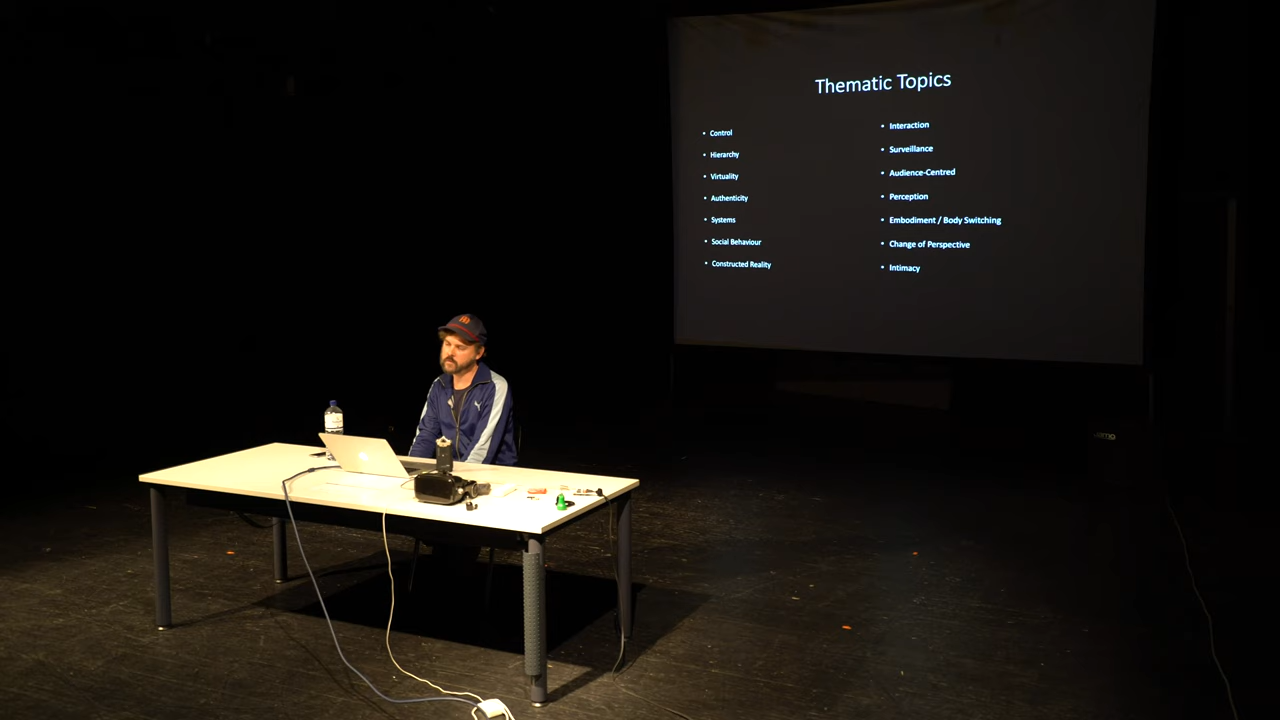 Thematic Topics
• Control
• Hierarchy
• Virtuality
• Authenticity
• Systems
• Social Behaviour
• Constructed Reality
• Interaction
• Surveillance
• Audience-Centred
• Perception
• Embodiment / Body Switching
• Change of Perspective
• Intimacy